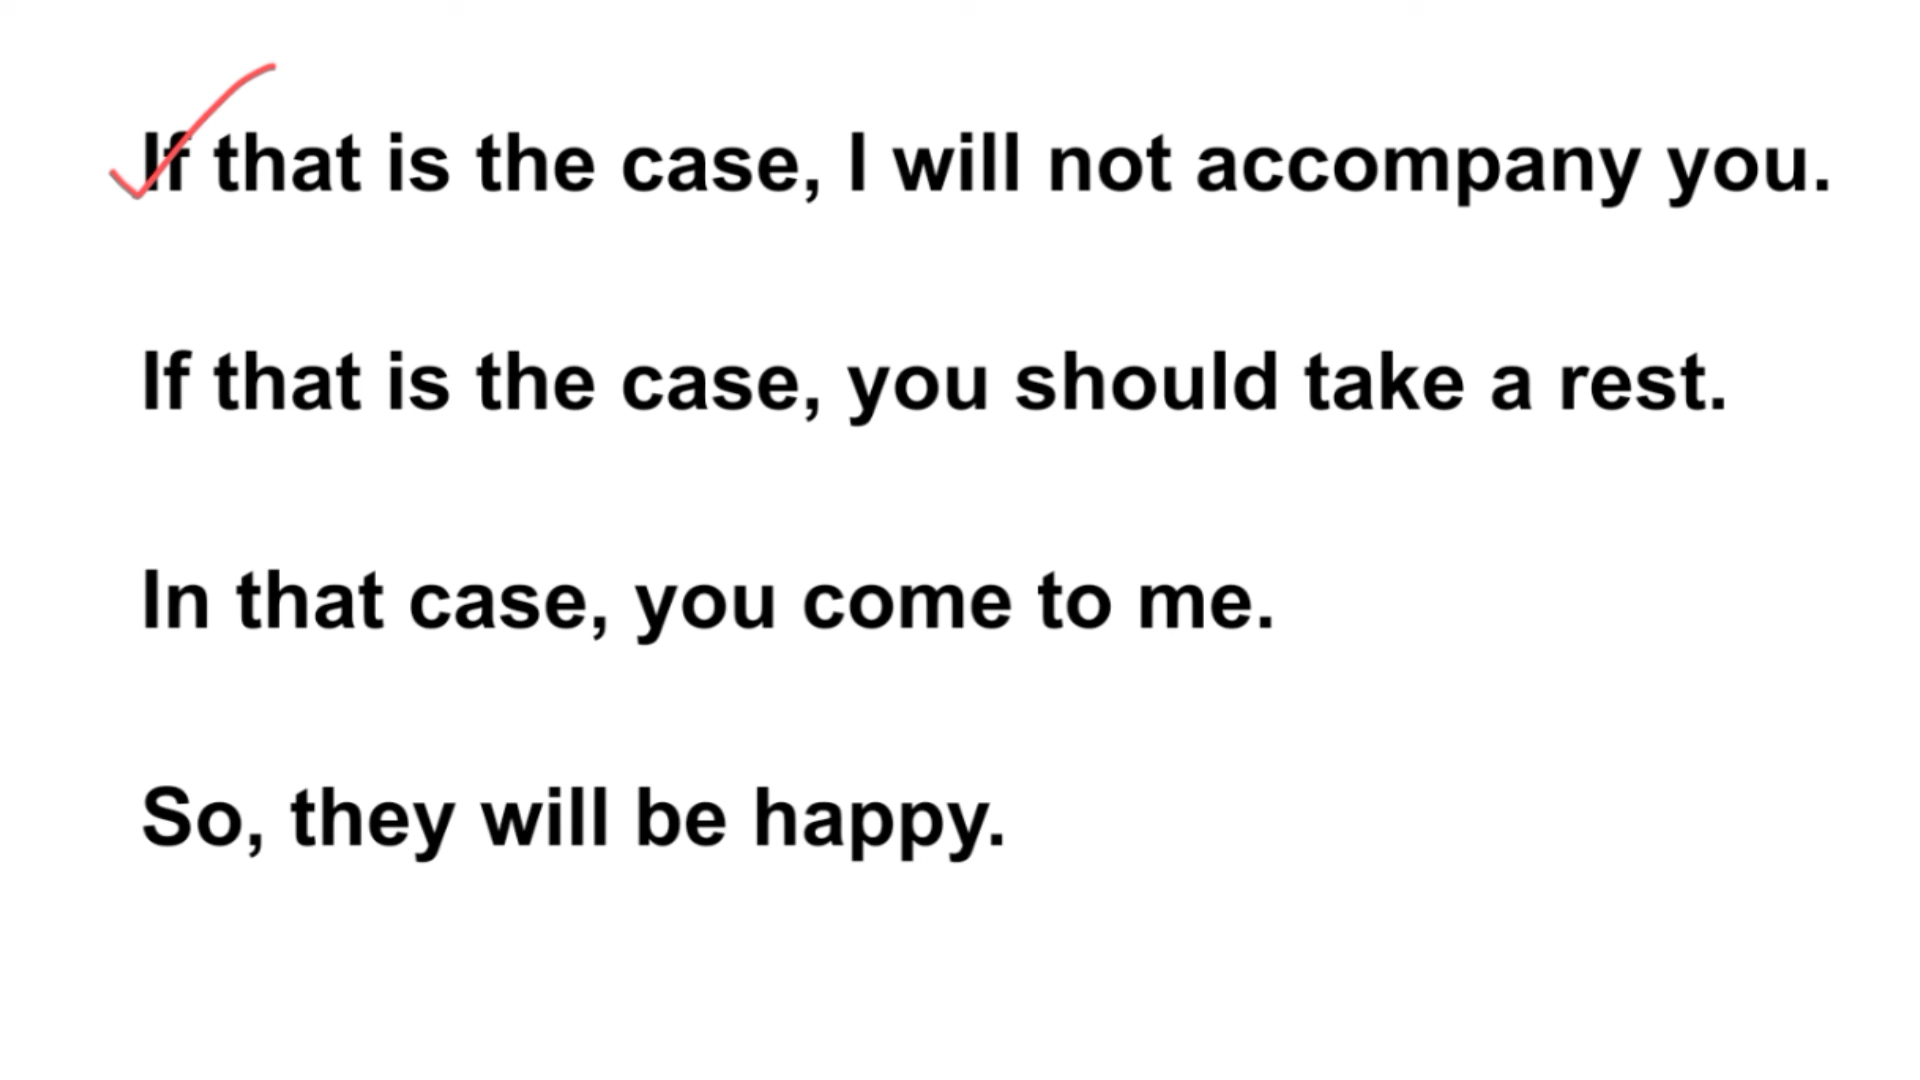 If that is the case, I will not accompany you.
If that is the case, you should take a rest.
In that case, you come to me.
So, they will be happy.